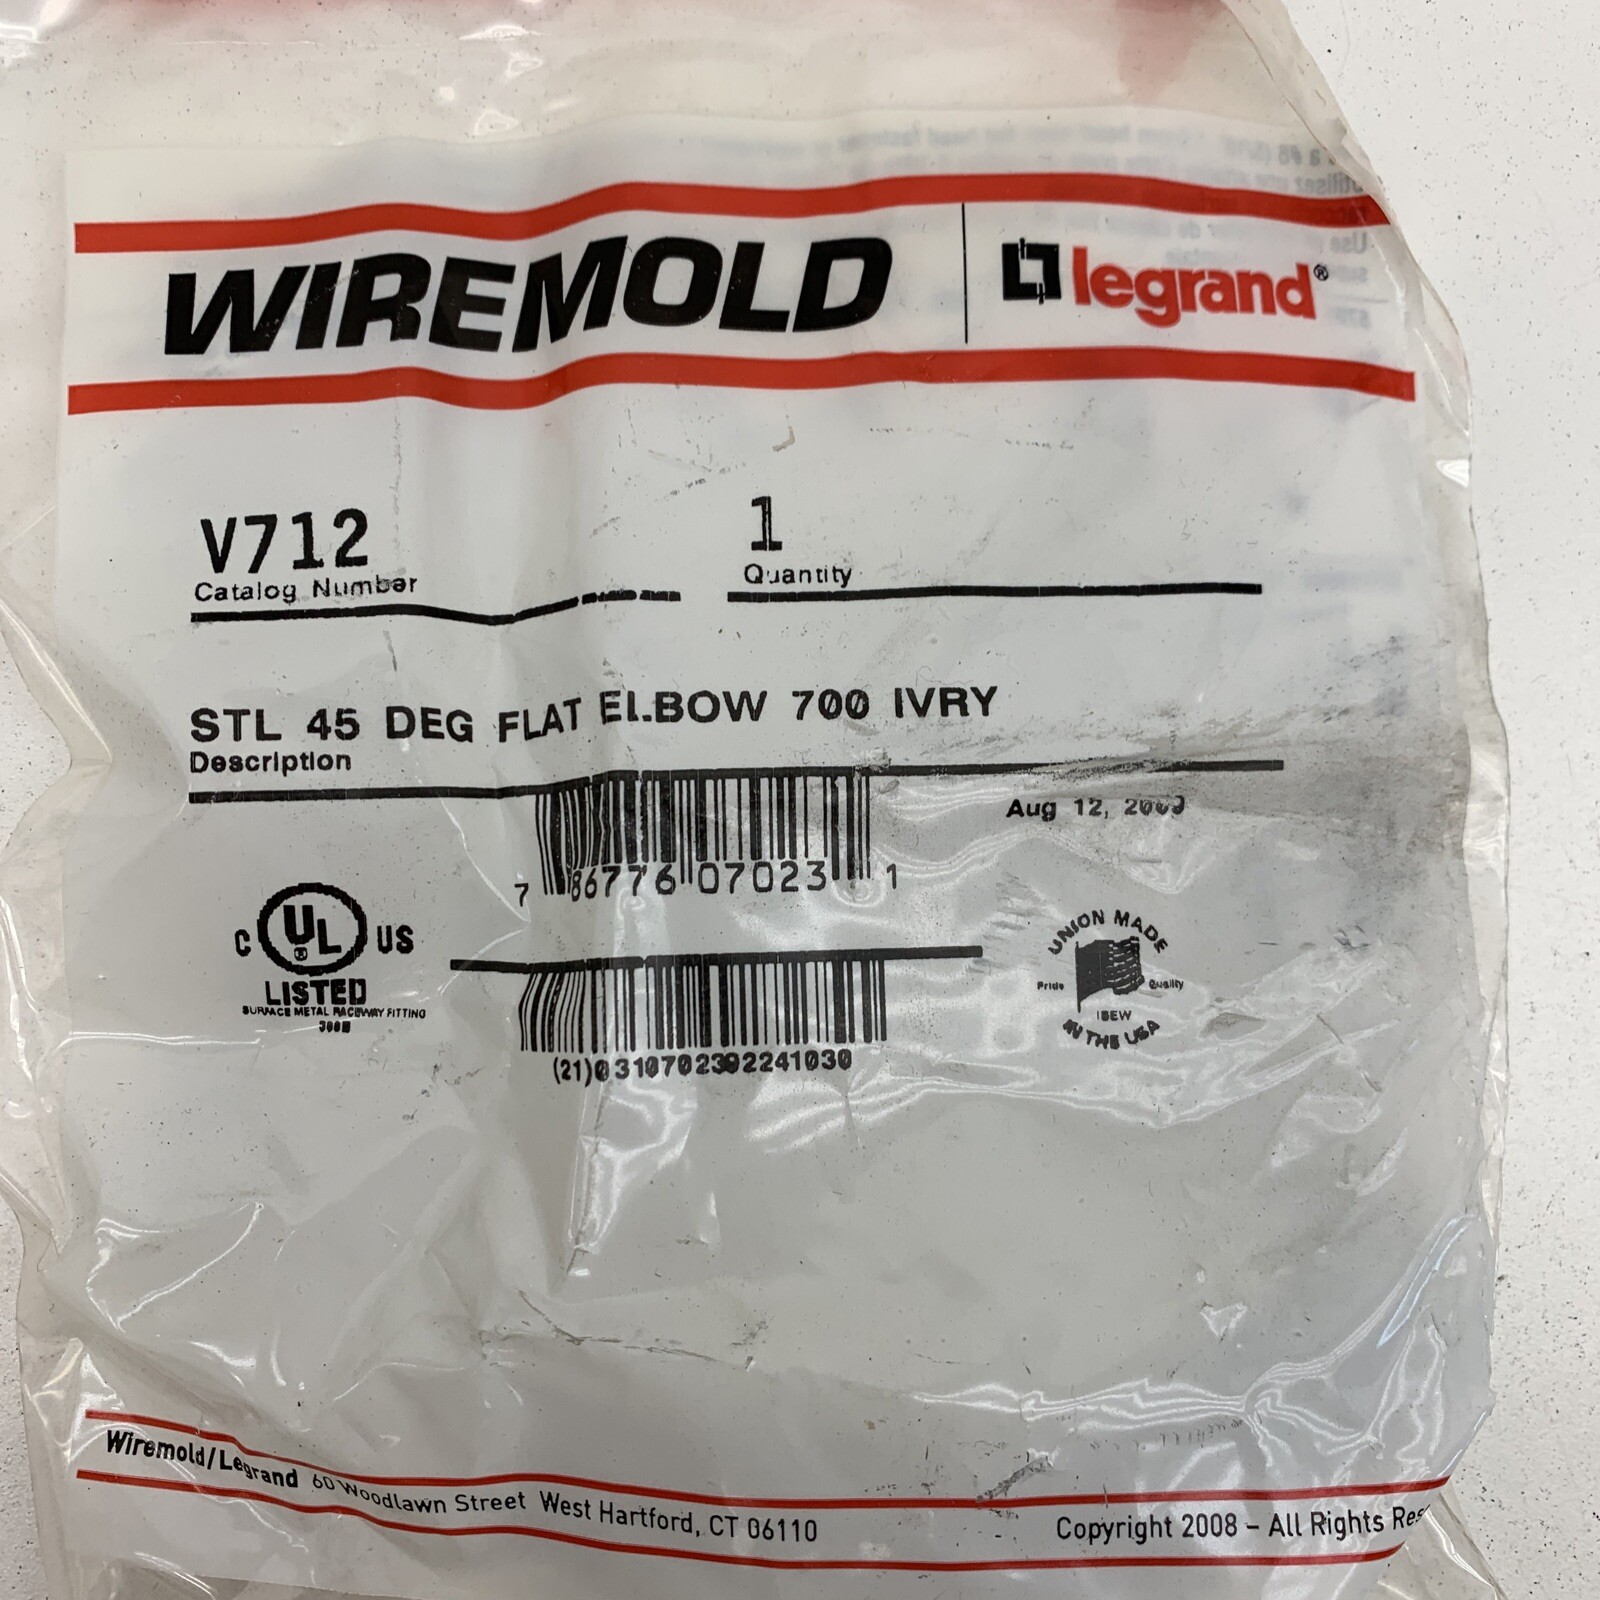 WIREMOLD legrand®
V712 1
Catalog Number Quantity
STL 45 DEG FLAT ELBOW 700 IVRY
Description
Aug 12, 2009
7 86776 07023 1
C UL® US
LISTED
SURFACE METAL RACEWAY FITTING
UNION MADE
Pride Quality
IBEW
IN THE USA
Wiremold/Legrand 60 Woodlawn Street West Hartford, CT 06110
Copyright 2008 – All Rights Res